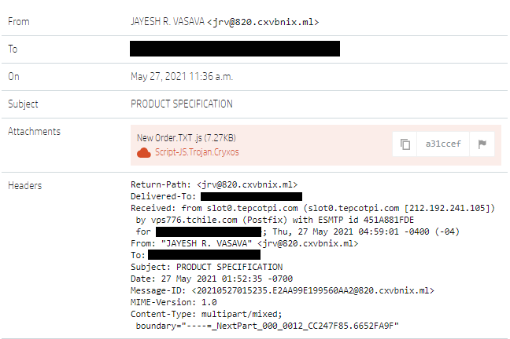 From JAYESH R. VASAVA <jrv@820.cxvbnix.ml>
To
On May 27, 2021 11:36 a.m.
Subject PRODUCT SPECIFICATION
Attachments New Order.TXT .js (7.27KB)
Script-JS.Trojan.Cryxos
a31ccef
Headers Return-Path: <jrv@820.cxvbnix.ml>
Delivered-To:
Received: from slot0.tepcotpi.com (slot0.tepcotpi.com [212.192.241.105])
by vps776.tchile.com (Postfix) with ESMTP id 451A881FDE
for ; Thu, 27 May 2021 04:59:01 -0400 (-04)
From: "JAYESH R. VASAVA" <jrv@820.cxvbnix.ml>
To:
Subject: PRODUCT SPECIFICATION
Date: 27 May 2021 01:52:35 -0700
Message-ID: <20210527015235.E2AA99E199560AA2@820.cxvbnix.ml>
MIME-Version: 1.0
Content-Type: multipart/mixed;
boundary="----=_NextPart_000_0012_CC247F85.6652FA9F"